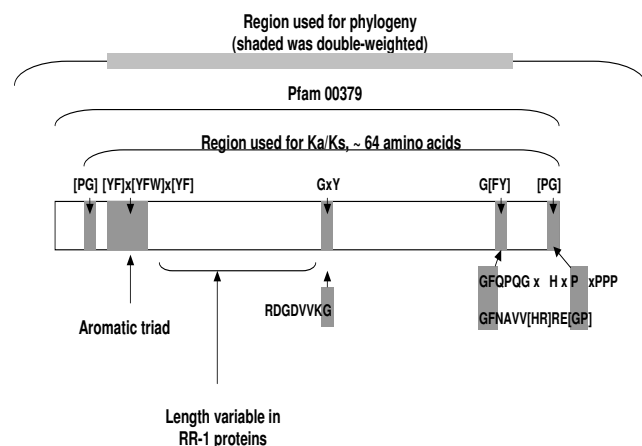 Region used for phylogeny
(shaded was double-weighted)
Pfam 00379
Region used for Ka/Ks, ~ 64 amino acids
[PG] [YF]x[YFW]x[YF] GxY G[FY] [PG]
GFQPQG x H x P xPPP
RDGDVVKG
GFNAVV[HR]RE[GP]
Aromatic triad
Length variable in
RR-1 proteins